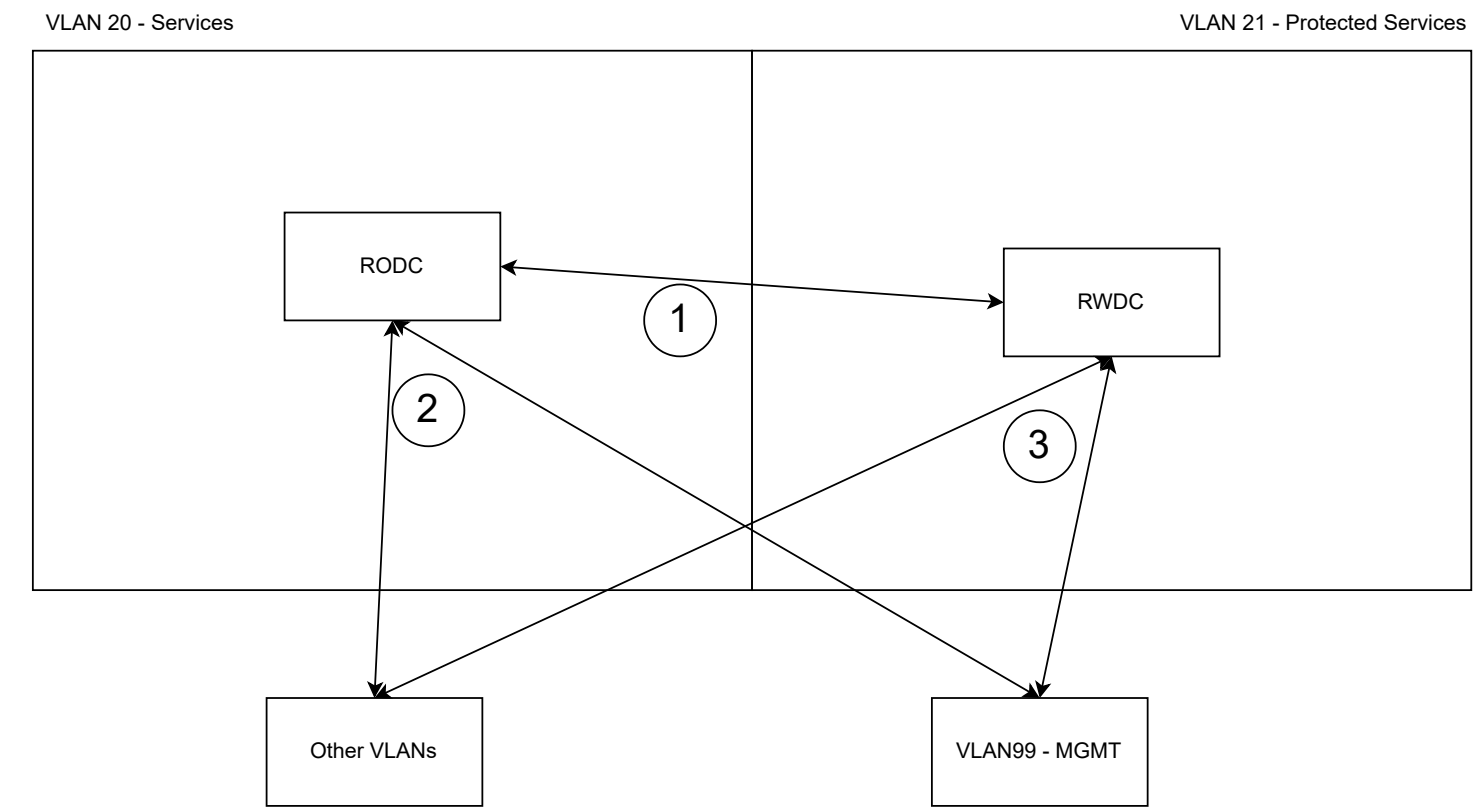 VLAN 20 - Services
VLAN 21 - Protected Services
RODC
RWDC
1
2
3
Other VLANs
VLAN99 - MGMT